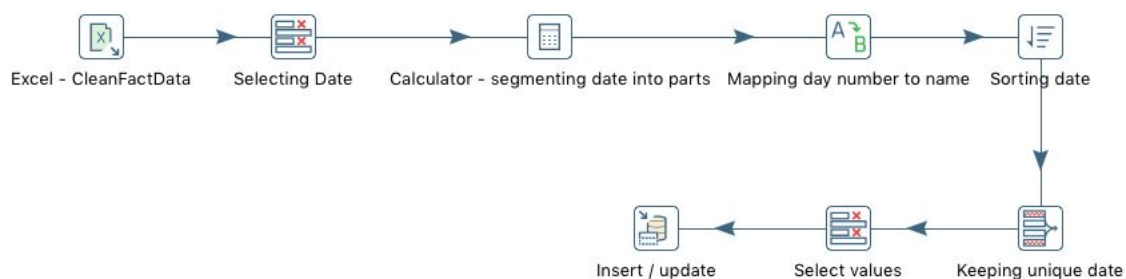 A
B
Excel - CleanFactData
Selecting Date
Calculator - segmenting date into parts
Mapping day number to name
Sorting date
Insert / update
Select values
Keeping unique date